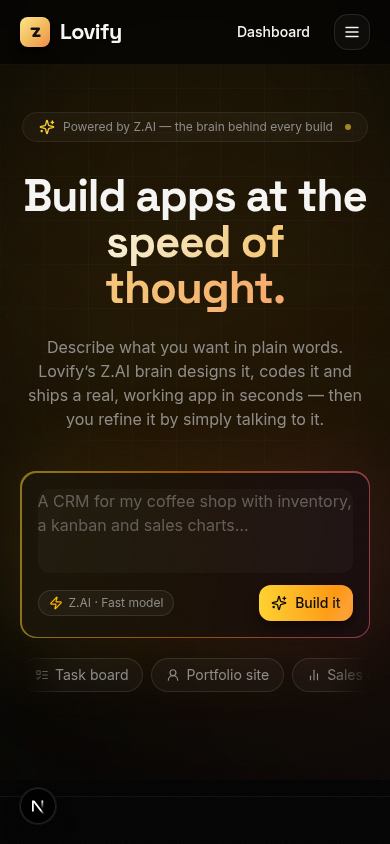 Lovify
Dashboard
Powered by Z.AI — the brain behind every build
Build apps at the
speed of
thought.
Describe what you want in plain words.
Lovify’s Z.AI brain designs it, codes it and
ships a real, working app in seconds — then
you refine it by simply talking to it.
A CRM for my coffee shop with inventory,
a kanban and sales charts…
Z.AI · Fast model
Build it
Task board
Portfolio site
Sales